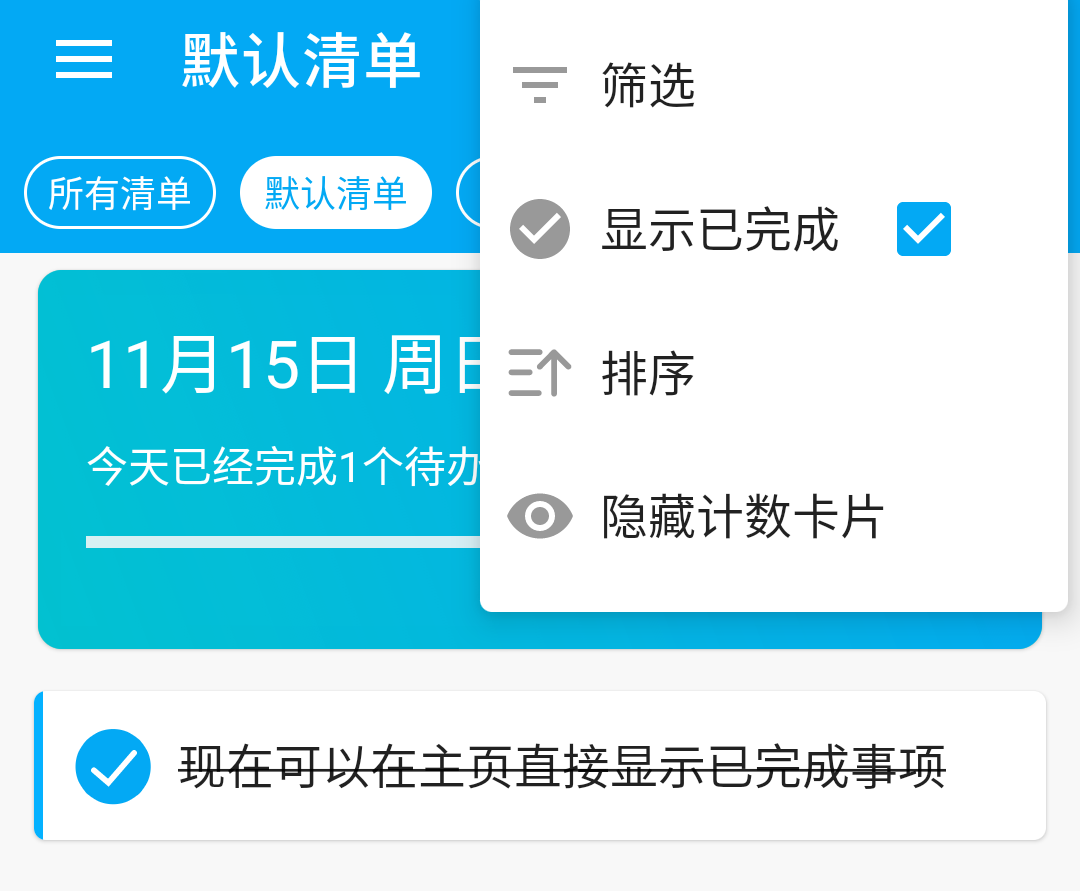 默认清单
所有清单
默认清单
筛选
显示已完成
排序
隐藏计数卡片
11月15日 周日
今天已经完成1个待办
现在可以在主页直接显示已完成事项